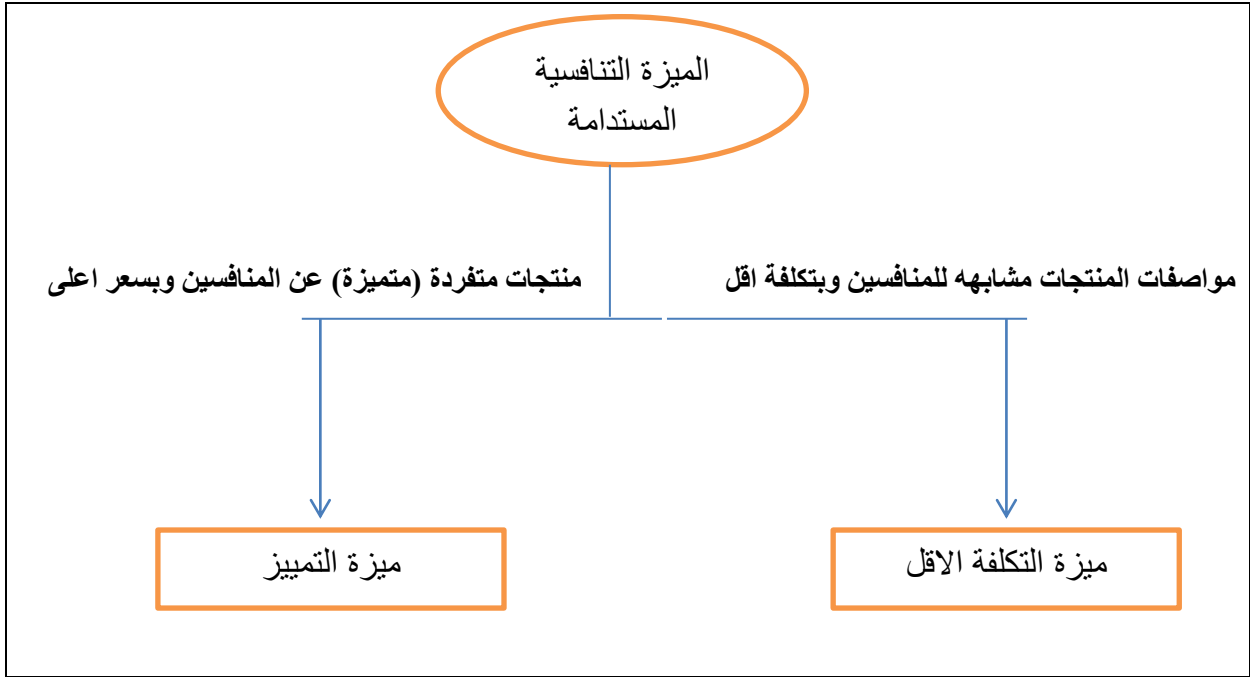 الميزة التنافسية
المستدامة
مواصفات المنتجات مشابهه للمنافسين وبتكلفة اقل
منتجات متفردة (متميزة) عن المنافسين وبسعر اعلى
ميزة التكلفة الاقل
ميزة التمييز